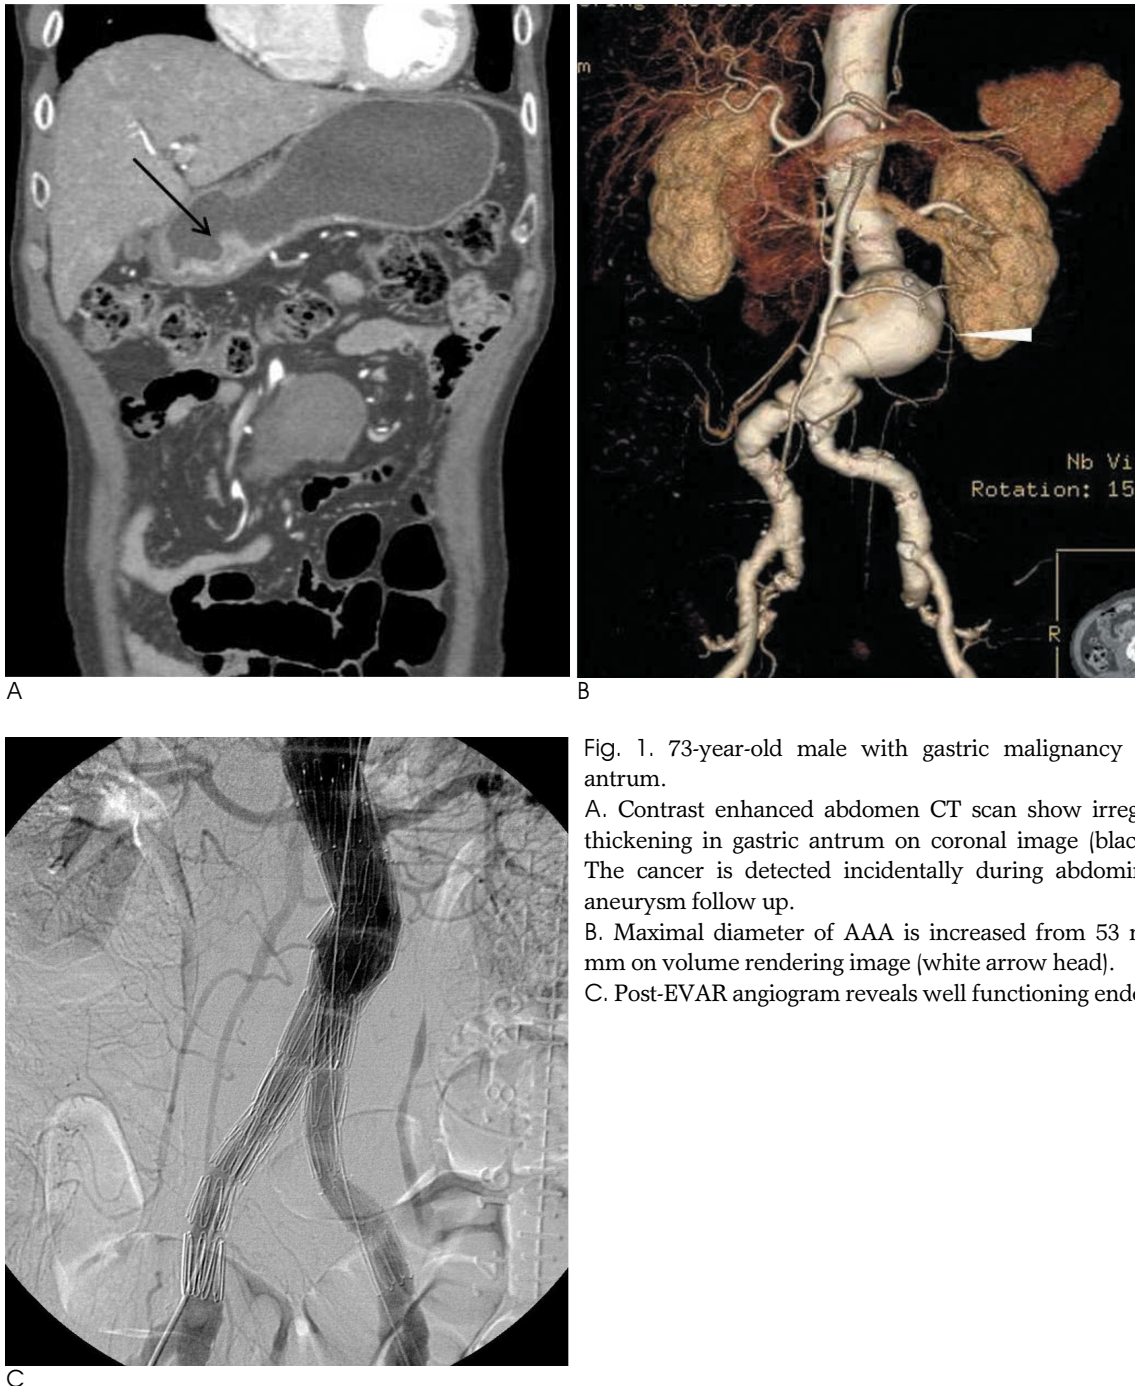 m
Nb Vi
Rotation: 15
R
A
B
Fig. 1. 73-year-old male with gastric malignancy
antrum.
A. Contrast enhanced abdomen CT scan show irreg
thickening in gastric antrum on coronal image (blac
The cancer is detected incidentally during abdomi
aneurysm follow up.
B. Maximal diameter of AAA is increased from 53
mm on volume rendering image (white arrow head).
C. Post-EVAR angiogram reveals well functioning end
C